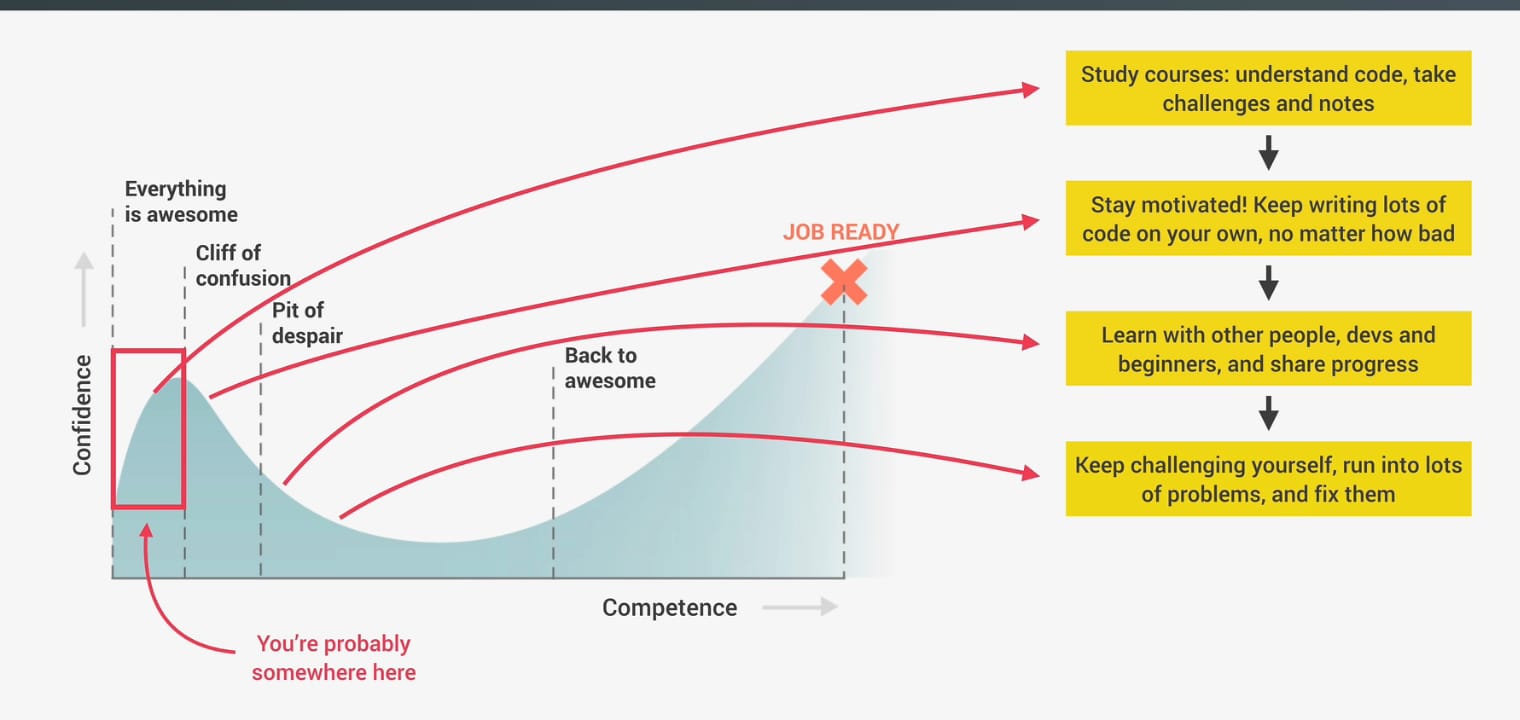 Study courses: understand code, take
challenges and notes
Everything
is awesome
Stay motivated! Keep writing lots of
code on your own, no matter how bad
JOB READY
Cliff of
confusion
Pit of
despair
Learn with other people, devs and
beginners, and share progress
Back to
awesome
Confidence
Keep challenging yourself, run into lots
of problems, and fix them
Competence
You’re probably
somewhere here